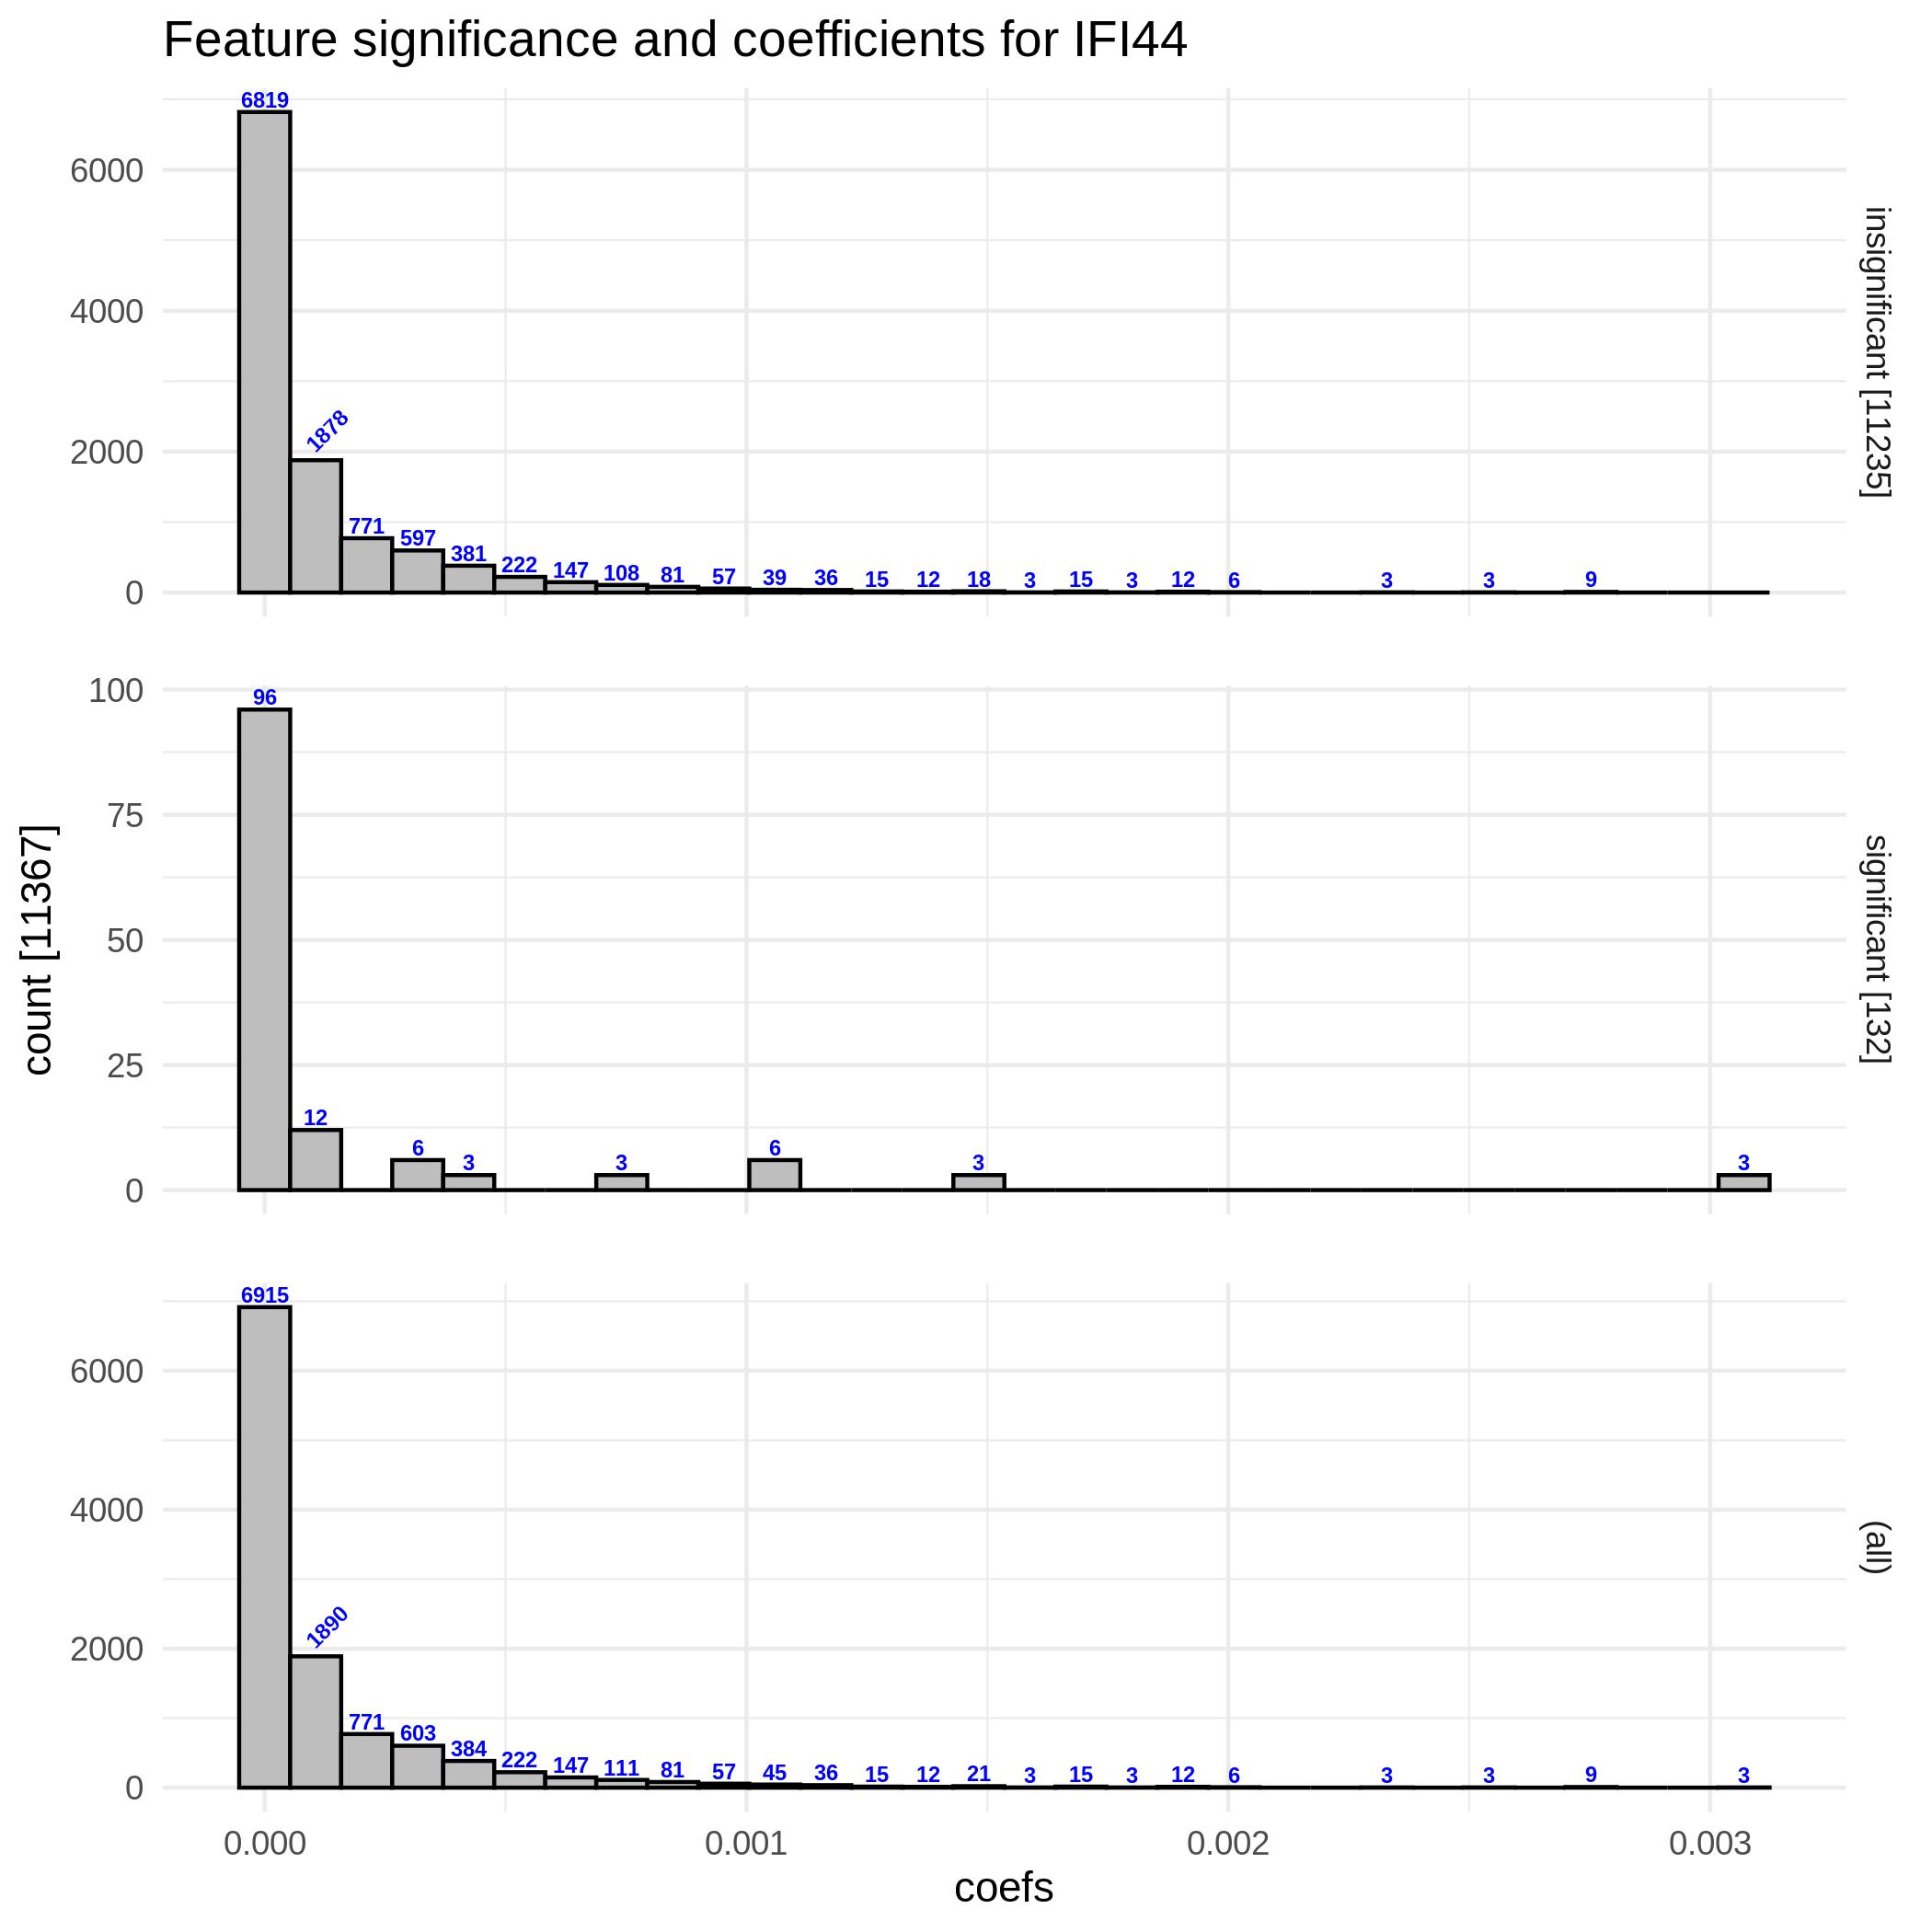 Feature significance and coefficients for IFI44
count [11367]
6000
4000
2000
0
6819
1878
771 597 381 222 147 108 81 57 39 36 15 12 18 3 15 3 12 6 3 3 9
insignificant [11235]
100
75
50
25
0
96
12 6 3 3 6 3 3
significant [132]
6000
4000
2000
0
6915
1890
771 603 384 222 147 111 81 57 45 36 15 12 21 3 15 3 12 6 3 3 9 3
(all)
0.000 0.001 0.002 0.003
coefs